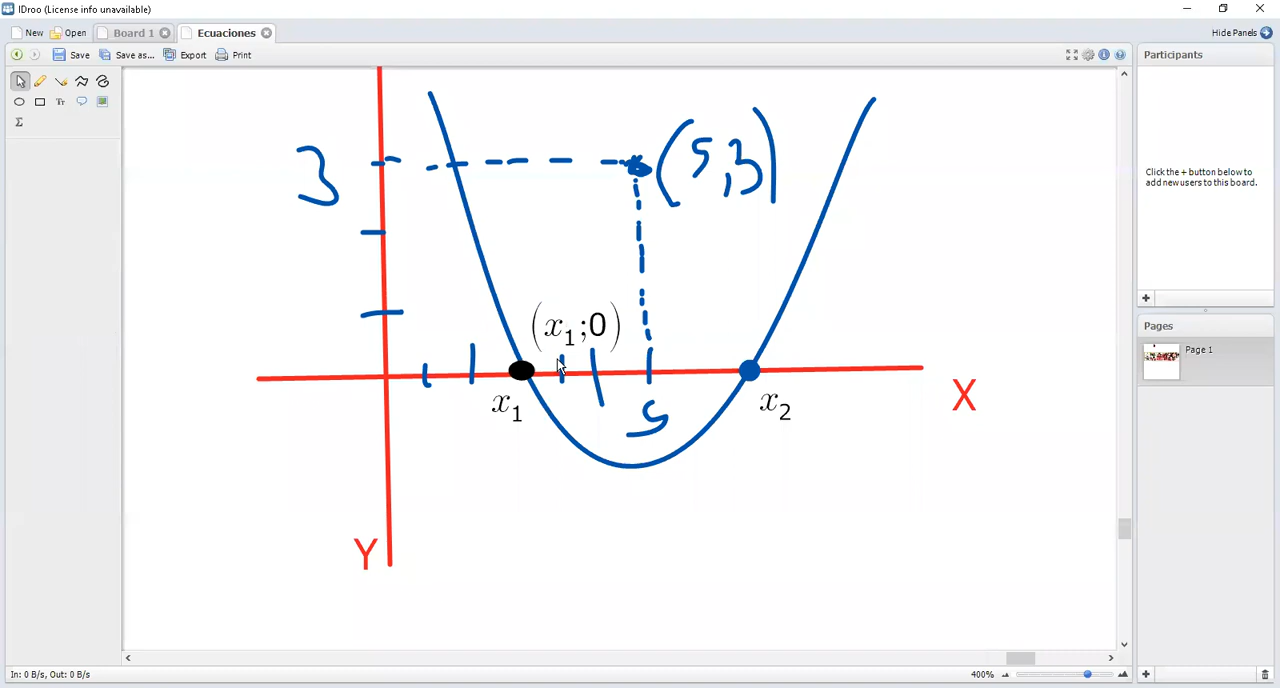 IDroo (License info unavailable)
New Open Board 1 Ecuaciones Hide Panels
Save Save as... Export Print
Participants
Click the + button below to
add new users to this board.
Tr
Σ
3
(5,3)
(x₁;0)
x₁
5
x₂
X
Y
Pages
Page 1
In: 0 B/s, Out: 0 B/s
400%